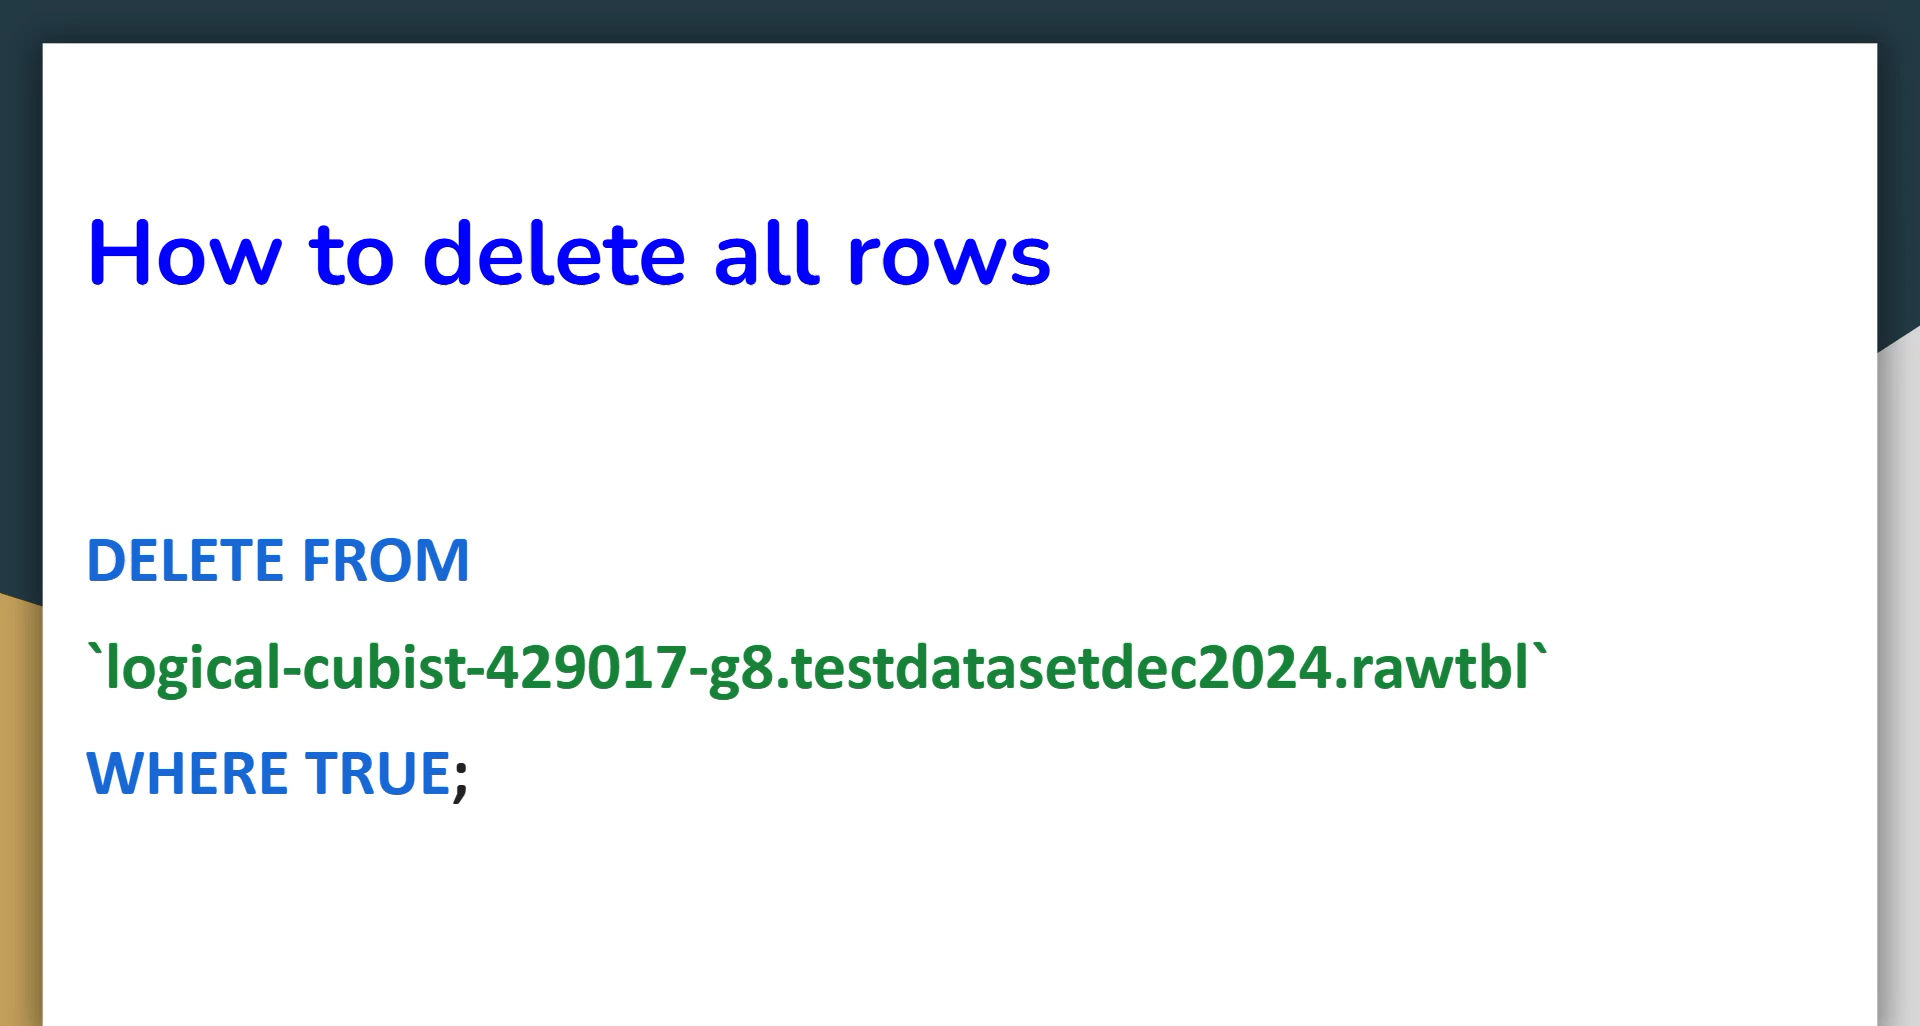 How to delete all rows
DELETE FROM
`logical-cubist-429017-g8.testdatasetdec2024.rawtbl`
WHERE TRUE;